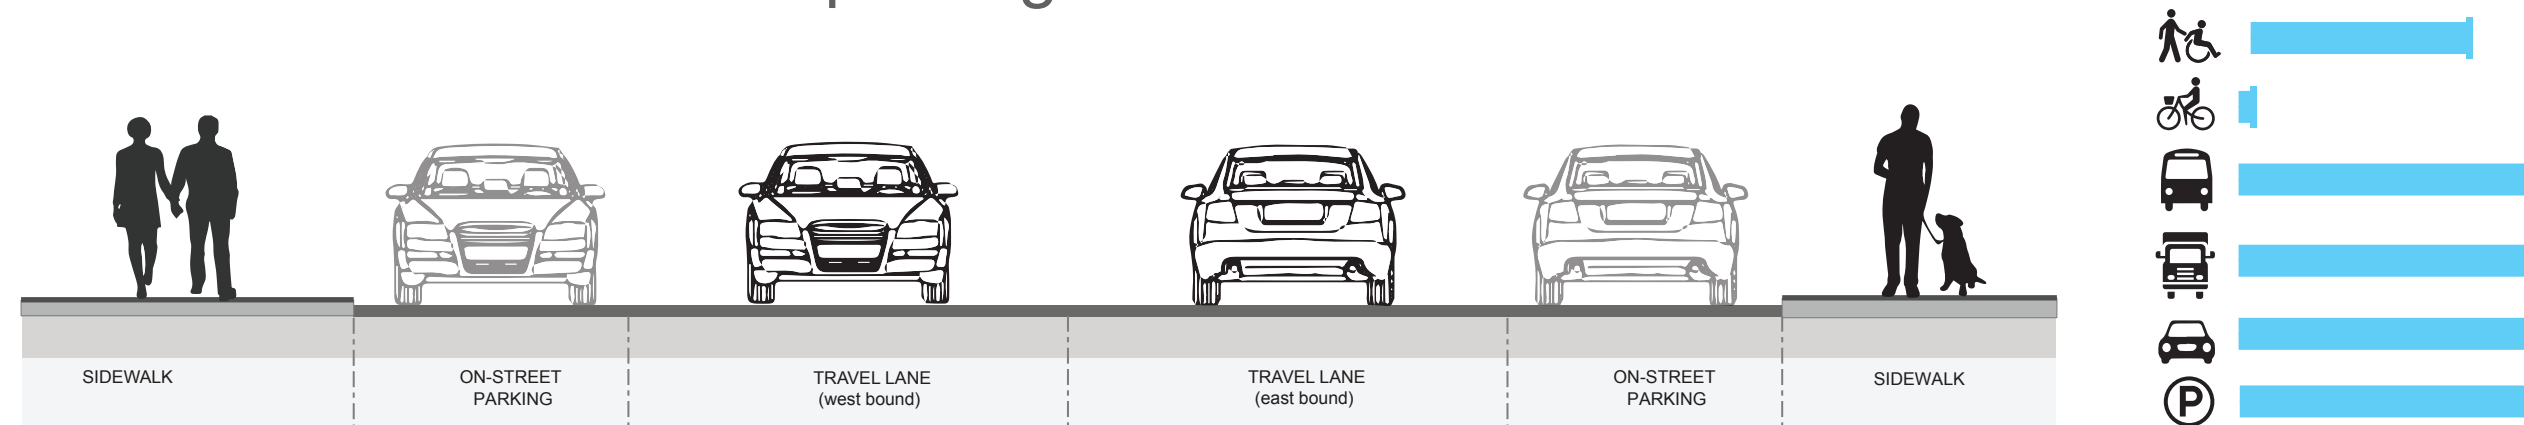 SIDEWALK
ON-STREET
PARKING
TRAVEL LANE
(west bound)
TRAVEL LANE
(east bound)
ON-STREET
PARKING
SIDEWALK
P